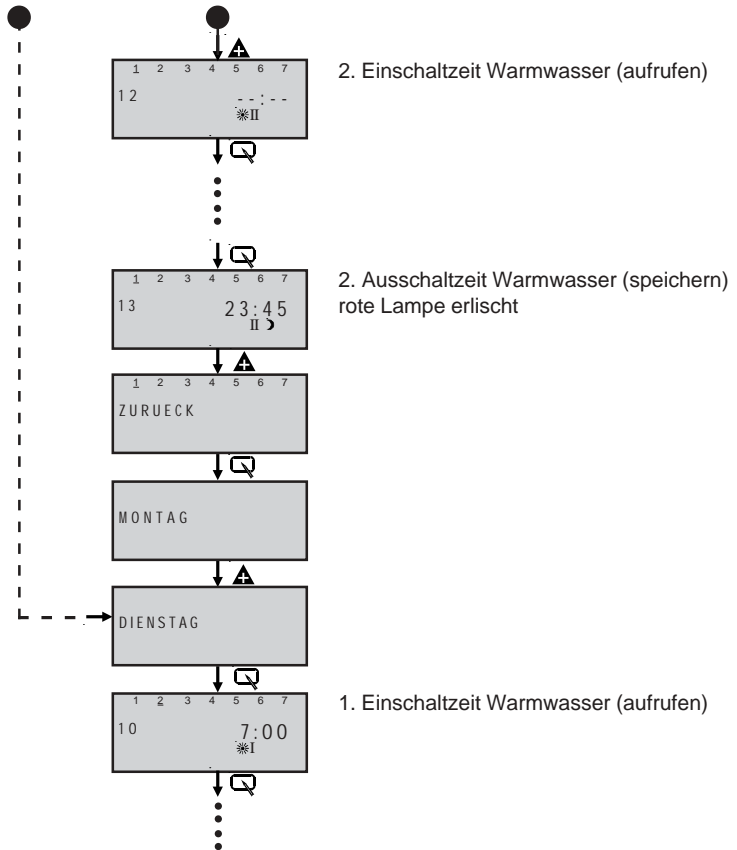 1 2 3 4 5 6 7
12 --:--
II
2. Einschaltzeit Warmwasser (aufrufen)
1 2 3 4 5 6 7
13 23:45
II
2. Ausschaltzeit Warmwasser (speichern)
rote Lampe erlischt
1 2 3 4 5 6 7
ZURUECK
MONTAG
DIENSTAG
1 2 3 4 5 6 7
10 7:00
I
1. Einschaltzeit Warmwasser (aufrufen)